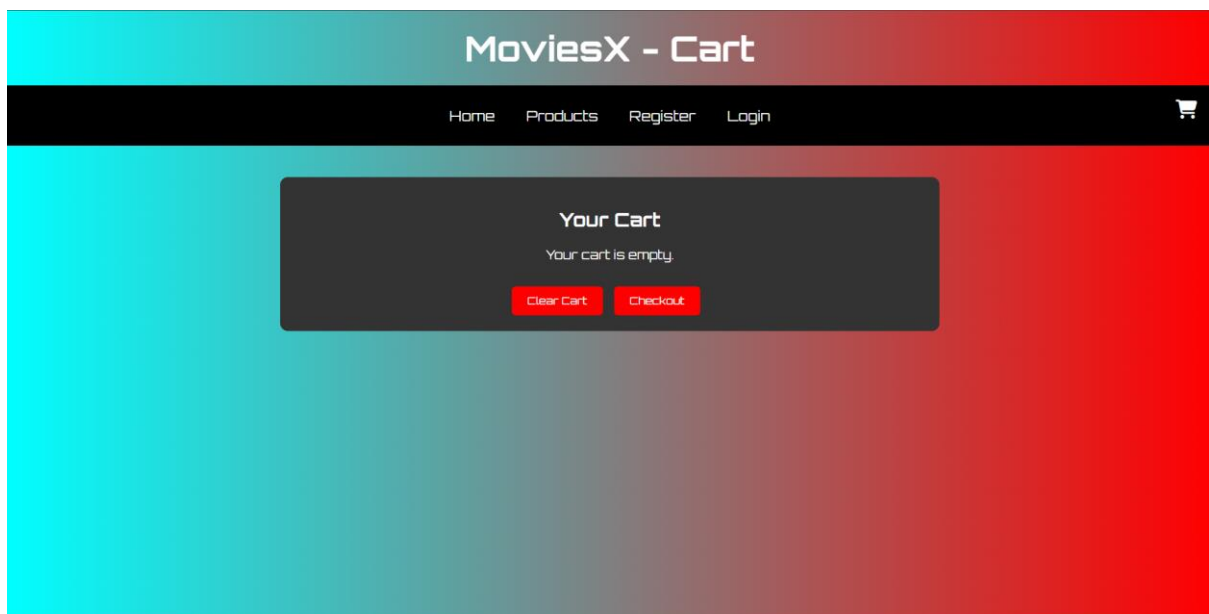 MoviesX - Cart
Home Products Register Login
Your Cart
Your cart is empty.
Clear Cart Checkout